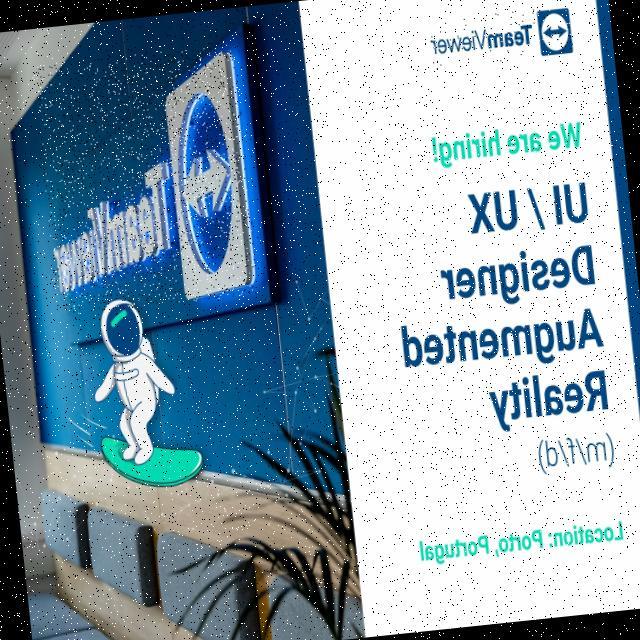 TeamViewer
We are hiring!
UI / UX
Designer
Augmented
Reality
(m/f/d)
Location: Porto, Portugal
TeamViewer